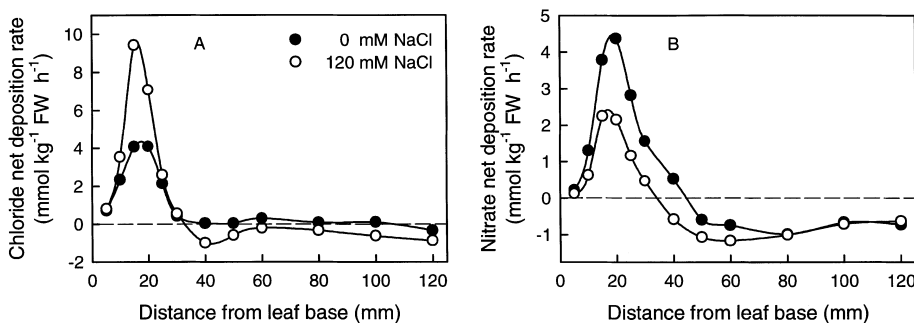 Chloride net deposition rate
(mmol kg⁻¹ FW h⁻¹)
10
8
6
4
2
0
-2
A
0 mM NaCl
120 mM NaCl
0 20 40 60 80 100 120
Distance from leaf base (mm)
Nitrate net deposition rate
(mmol kg⁻¹ FW h⁻¹)
5
4
3
2
1
0
-1
B
0 20 40 60 80 100 120
Distance from leaf base (mm)